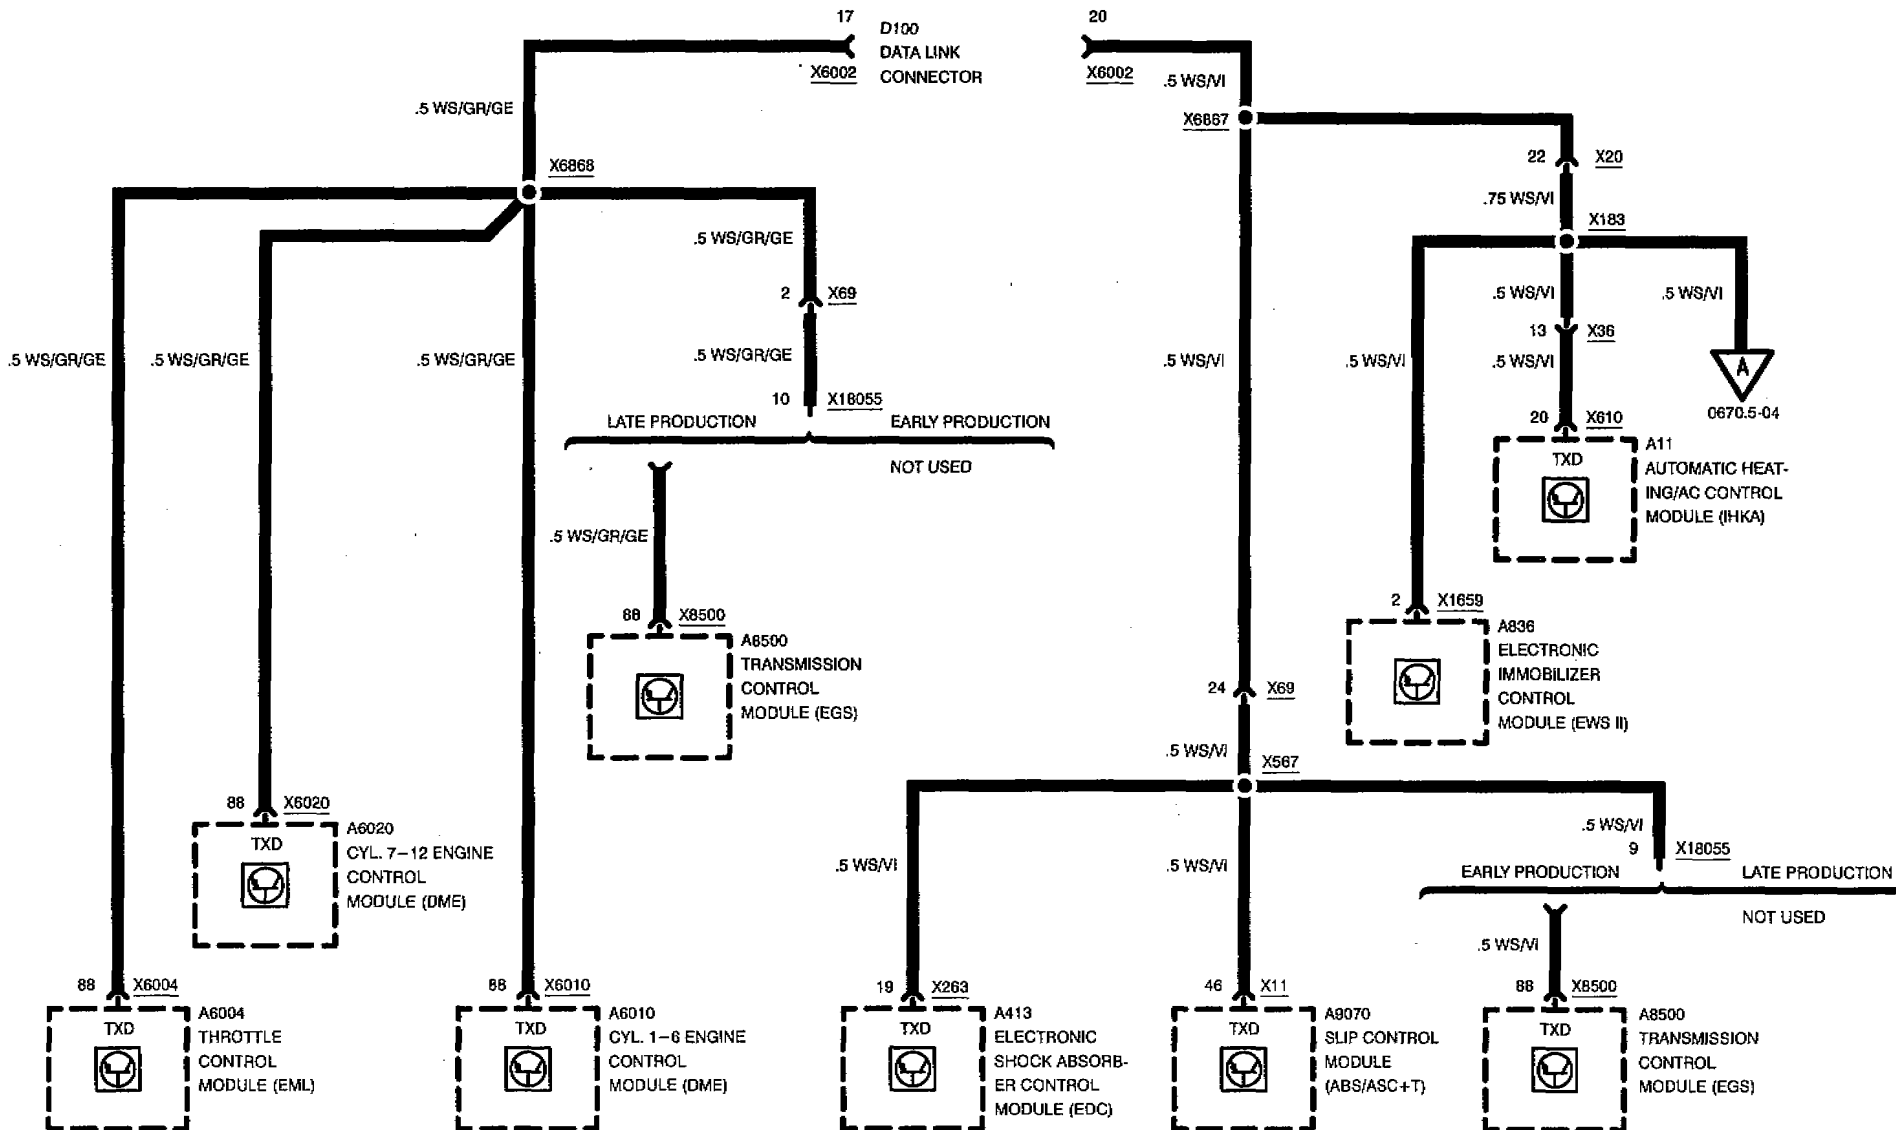 17
D100
DATA LINK
CONNECTOR
X6002
20
X6002
.5 WS/VI
.5 WS/GR/GE
X6867
22 X20
X6868
.75 WS/VI
X183
.5 WS/GR/GE
2 X69
.5 WS/VI
.5 WS/VI
13 X36
.5 WS/GR/GE
.5 WS/GR/GE
.5 WS/GR/GE
.5 WS/GR/GE
.5 WS/VI
.5 WS/VI
.5 WS/VI
A
0670.5-04
10 X18055
LATE PRODUCTION
EARLY PRODUCTION
NOT USED
20 X610
TXD
A11
AUTOMATIC HEAT-
ING/AC CONTROL
MODULE (IHKA)
.5 WS/GR/GE
88 X8500
A8500
TRANSMISSION
CONTROL
MODULE (EGS)
2 X1659
A836
ELECTRONIC
IMMOBILIZER
CONTROL
MODULE (EWS II)
24 X69
.5 WS/VI
X567
88 X6020
TXD
A6020
CYL. 7–12 ENGINE
CONTROL
MODULE (DME)
.5 WS/VI
.5 WS/VI
.5 WS/VI
9 X18055
EARLY PRODUCTION
LATE PRODUCTION
NOT USED
.5 WS/VI
88 X6004
TXD
A6004
THROTTLE
CONTROL
MODULE (EML)
88 X6010
TXD
A6010
CYL. 1–6 ENGINE
CONTROL
MODULE (DME)
19 X263
TXD
A413
ELECTRONIC
SHOCK ABSORB-
ER CONTROL
MODULE (EDC)
46 X11
TXD
A9070
SLIP CONTROL
MODULE
(ABS/ASC+T)
88 X8500
TXD
A8500
TRANSMISSION
CONTROL
MODULE (EGS)